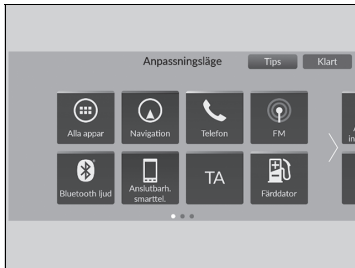 Anpassningsläge
Tips
Klart
Alla appar
Navigation
Telefon
FM
Bluetooth ljud
Anslutbarh.
smarttel.
TA
Färddator